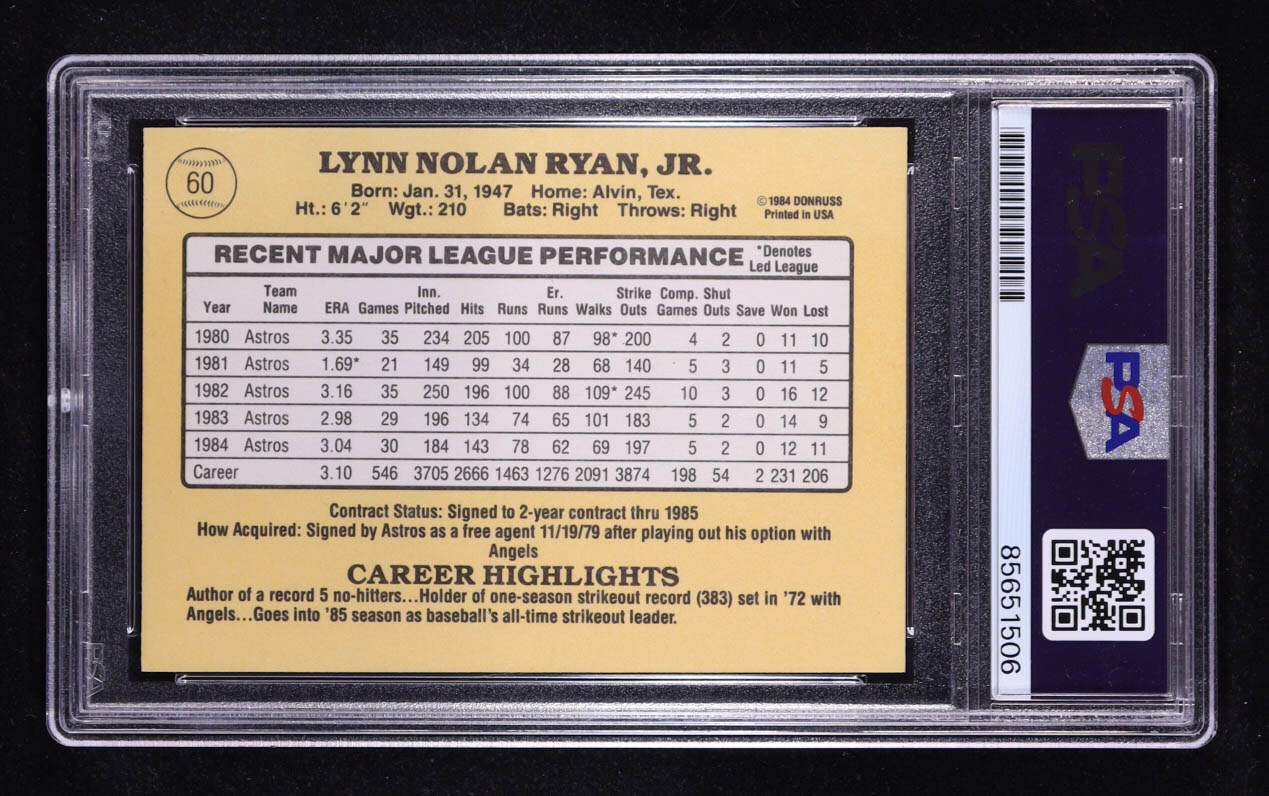 60
LYNN NOLAN RYAN, JR.
Born: Jan. 31, 1947 Home: Alvin, Tex.
Ht.: 6'2" Wgt.: 210 Bats: Right Throws: Right
© 1984 DONRUSS
Printed in USA
RECENT MAJOR LEAGUE PERFORMANCE *Denotes Led League
Year Team Name ERA Games Inn. Pitched Hits Runs Er. Runs Walks Strike Outs Comp. Games Shut Outs Save Won Lost
1980 Astros 3.35 35 234 205 100 87 98* 200 4 2 0 11 10
1981 Astros 1.69* 21 149 99 34 28 68 140 5 3 0 11 5
1982 Astros 3.16 35 250 196 100 88 109* 245 10 3 0 16 12
1983 Astros 2.98 29 196 134 74 65 101 183 5 2 0 14 9
1984 Astros 3.04 30 184 143 78 62 69 197 5 2 0 12 11
Career 3.10 546 3705 2666 1463 1276 2091 3874 198 54 2 231 206
Contract Status: Signed to 2-year contract thru 1985
How Acquired: Signed by Astros as a free agent 11/19/79 after playing out his option with
Angels
CAREER HIGHLIGHTS
Author of a record 5 no-hitters...Holder of one-season strikeout record (383) set in '72 with
Angels...Goes into '85 season as baseball's all-time strikeout leader.
PSA
PSA
85651506
PSA